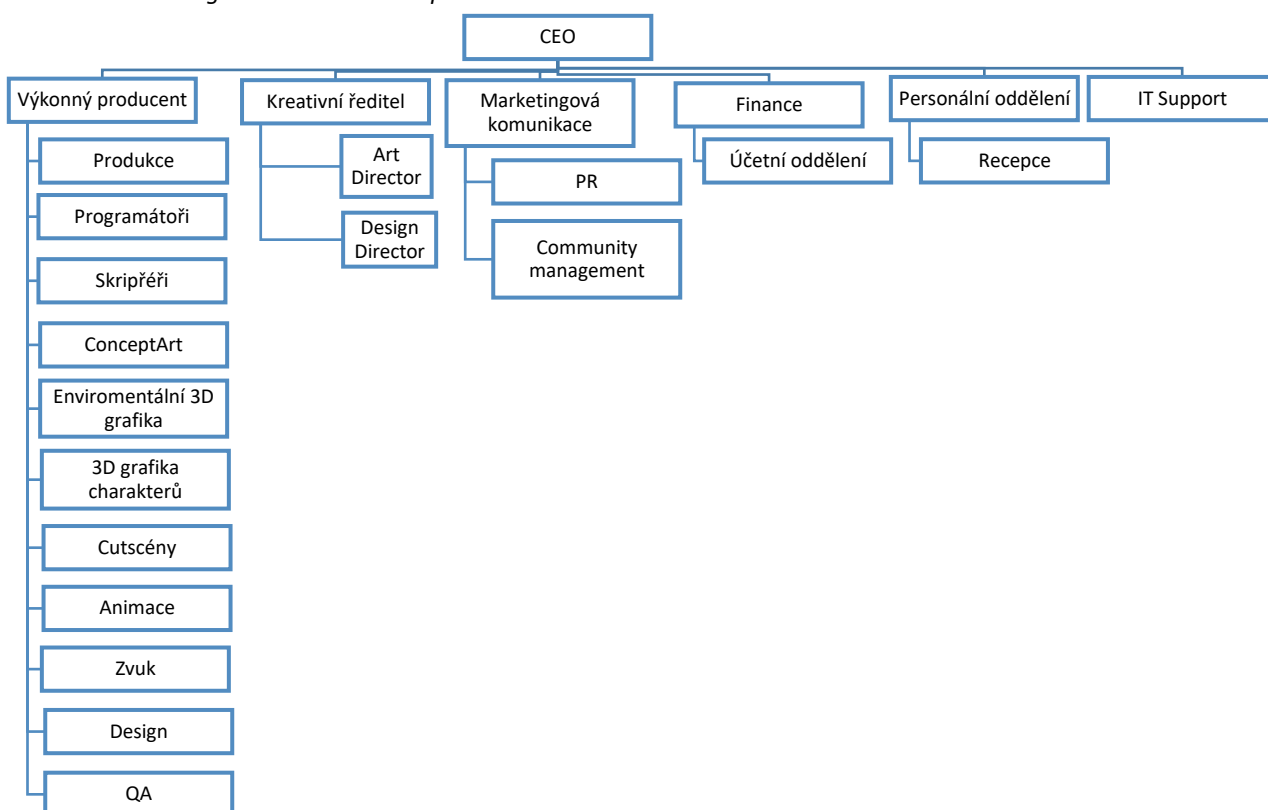 CEO
Výkonný producent
Kreativní ředitel
Marketingová
komunikace
Finance
Personální oddělení
IT Support
Produkce
Programátoři
Skripřéři
ConceptArt
Enviromentální 3D
grafika
3D grafika
charakterů
Cutscény
Animace
Zvuk
Design
QA
Art
Director
Design
Director
PR
Community
management
Účetní oddělení
Recepce